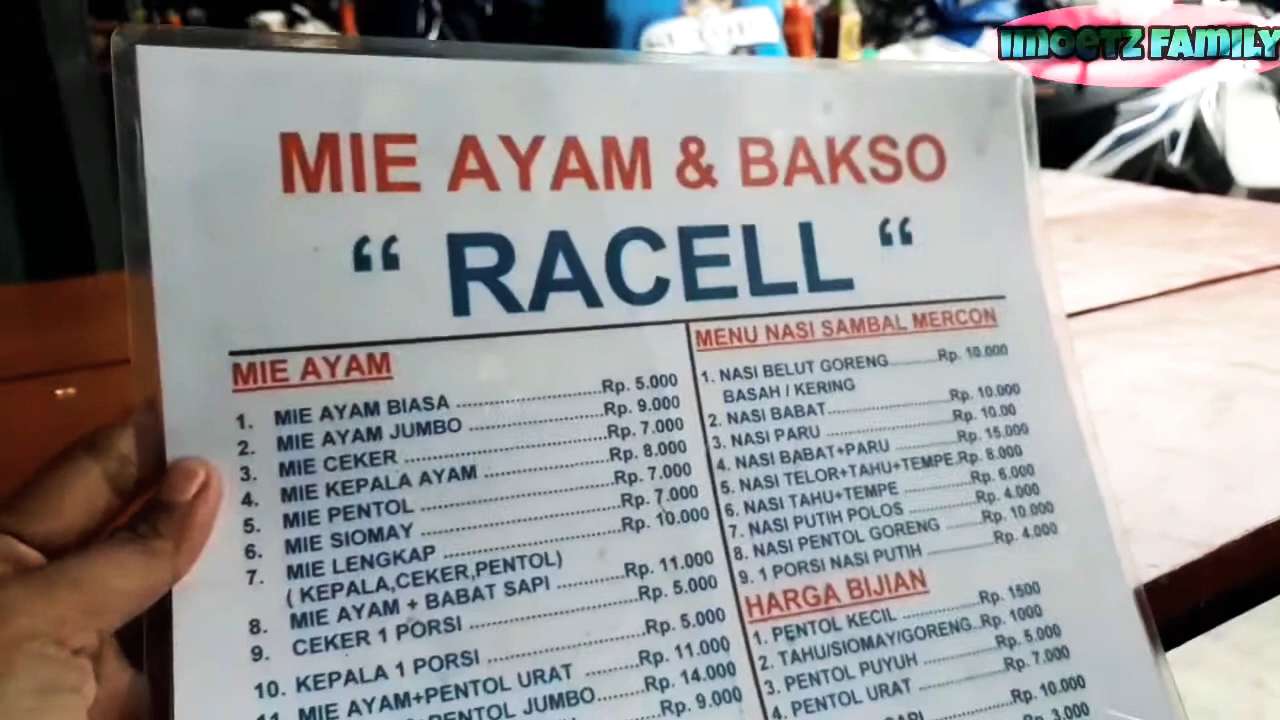 IMOETZ FAMILY
MIE AYAM & BAKSO
“ RACELL “
MIE AYAM
1. MIE AYAM BIASA ........ Rp. 5.000
2. MIE AYAM JUMBO ........ Rp. 9.000
3. MIE CEKER ........ Rp. 7.000
4. MIE KEPALA AYAM ........ Rp. 8.000
5. MIE PENTOL ........ Rp. 7.000
6. MIE SIOMAY ........ Rp. 7.000
7. MIE LENGKAP ........ Rp. 10.000
( KEPALA,CEKER,PENTOL)
8. MIE AYAM + BABAT SAPI ........ Rp. 11.000
9. CEKER 1 PORSI ........ Rp. 5.000
10. KEPALA 1 PORSI ........ Rp. 5.000
11. MIE AYAM+PENTOL URAT ........ Rp. 11.000
PENTOL JUMBO ........ Rp. 14.000
Rp. 9.000
MENU NASI SAMBAL MERCON
1. NASI BELUT GORENG ........ Rp. 10.000
BASAH / KERING
2. NASI BABAT ........ Rp. 10.000
3. NASI PARU ........ Rp. 10.00
4. NASI BABAT+PARU ........ Rp. 15.000
5. NASI TELOR+TAHU+TEMPE.Rp. 8.000
6. NASI TAHU+TEMPE ........ Rp. 6.000
7. NASI PUTIH POLOS ........ Rp. 4.000
8. NASI PENTOL GORENG ........ Rp. 10.000
9. 1 PORSI NASI PUTIH ........ Rp. 4.000
HARGA BIJIAN
1. PENTOL KECIL ........ Rp. 1500
2. TAHU/SIOMAY/GORENG..Rp. 1000
3. PENTOL PUYUH ........ Rp. 5.000
4. PENTOL URAT ........ Rp. 7.000
Rp. 10.000
Rp. 3.000